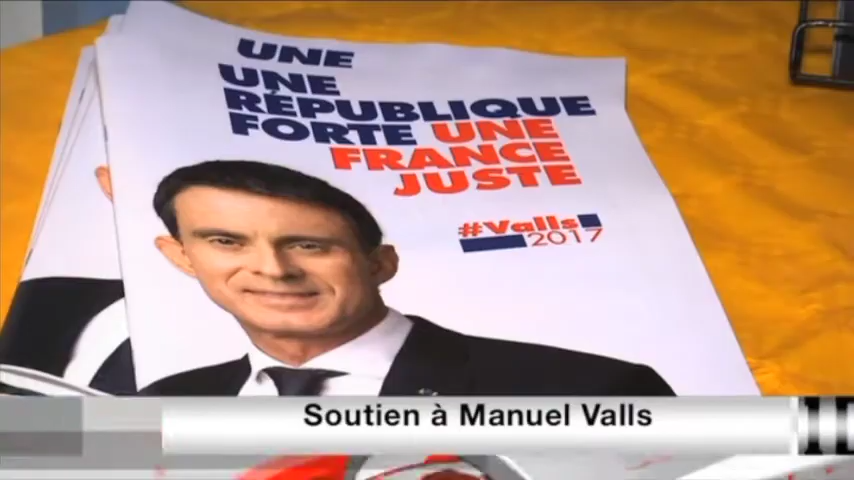 UNE
UNE
RÉPUBLIQUE
FORTE UNE
FRANCE
JUSTE
#Valls
2017
Soutien à Manuel Valls